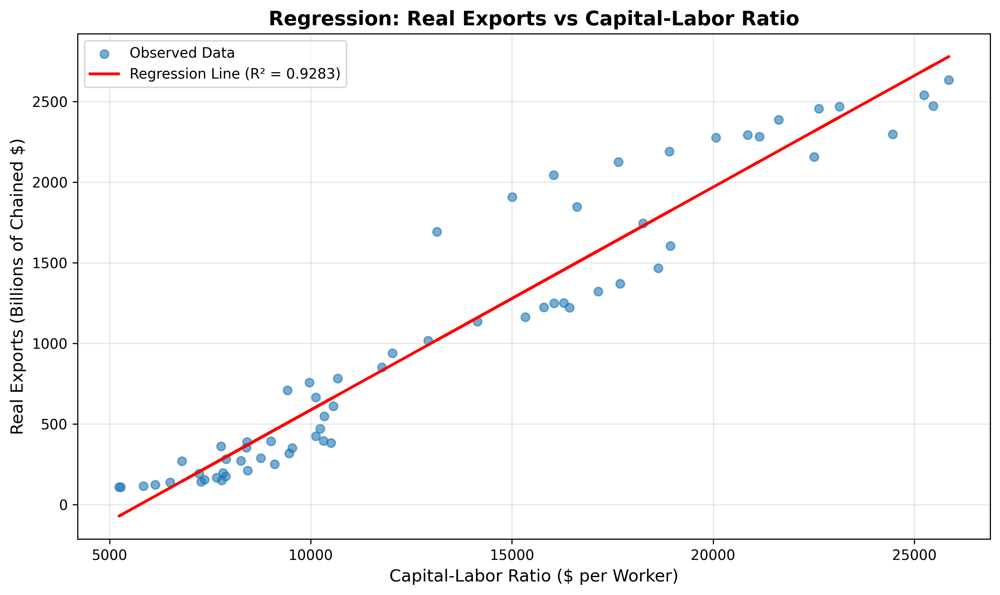 Regression: Real Exports vs Capital-Labor Ratio
Observed Data
Regression Line (R² = 0.9283)
Real Exports (Billions of Chained $)
2500
2000
1500
1000
500
0
5000 10000 15000 20000 25000
Capital-Labor Ratio ($ per Worker)